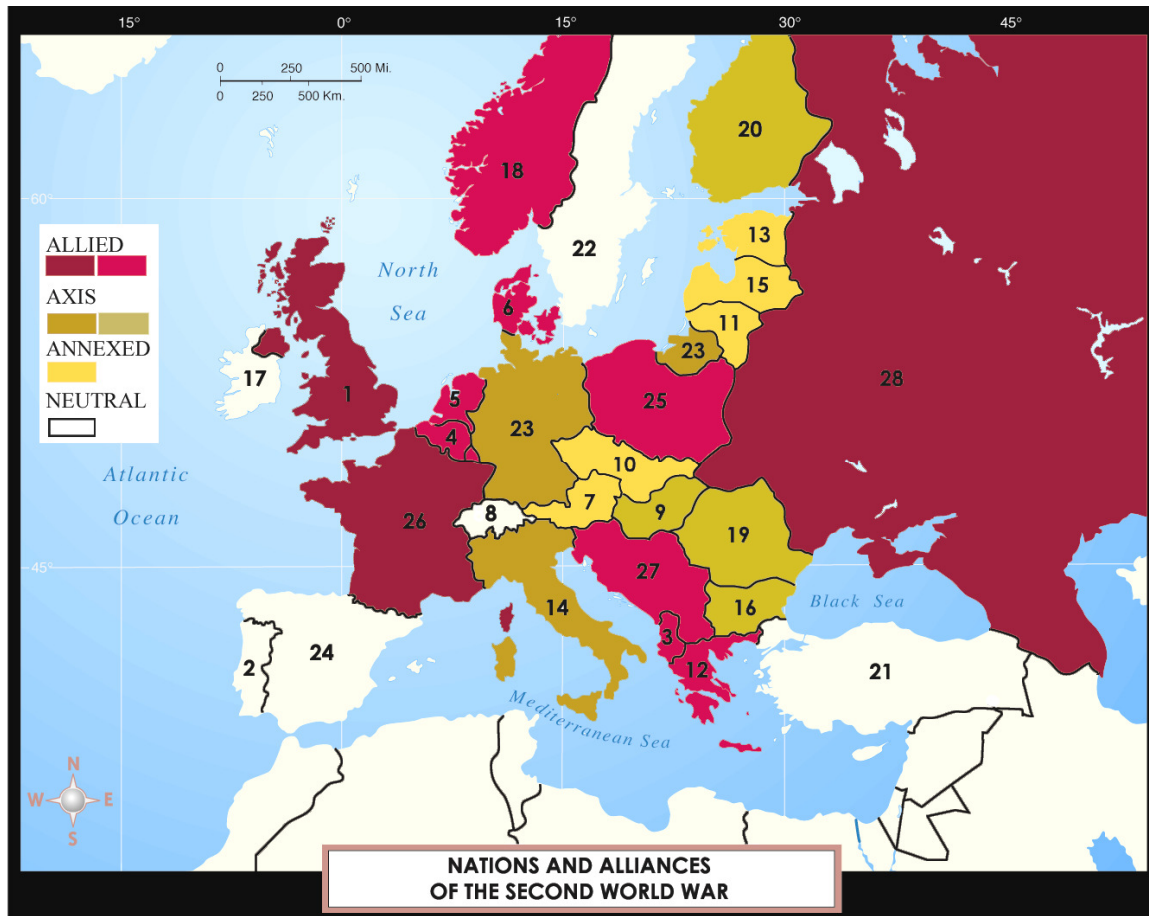 15° 0° 15° 30° 45°
0 250 500 Mi.
0 250 500 Km.
60°
45°
ALLIED
AXIS
ANNEXED
NEUTRAL
North
Sea
Atlantic
Ocean
Black Sea
Mediterranean Sea
20
18
13
22
15
6
11
23
17
28
1
5
25
4
23
10
7
8
9
26
19
27
14
16
3
24
2
12
21
N
W E
S
NATIONS AND ALLIANCES
OF THE SECOND WORLD WAR